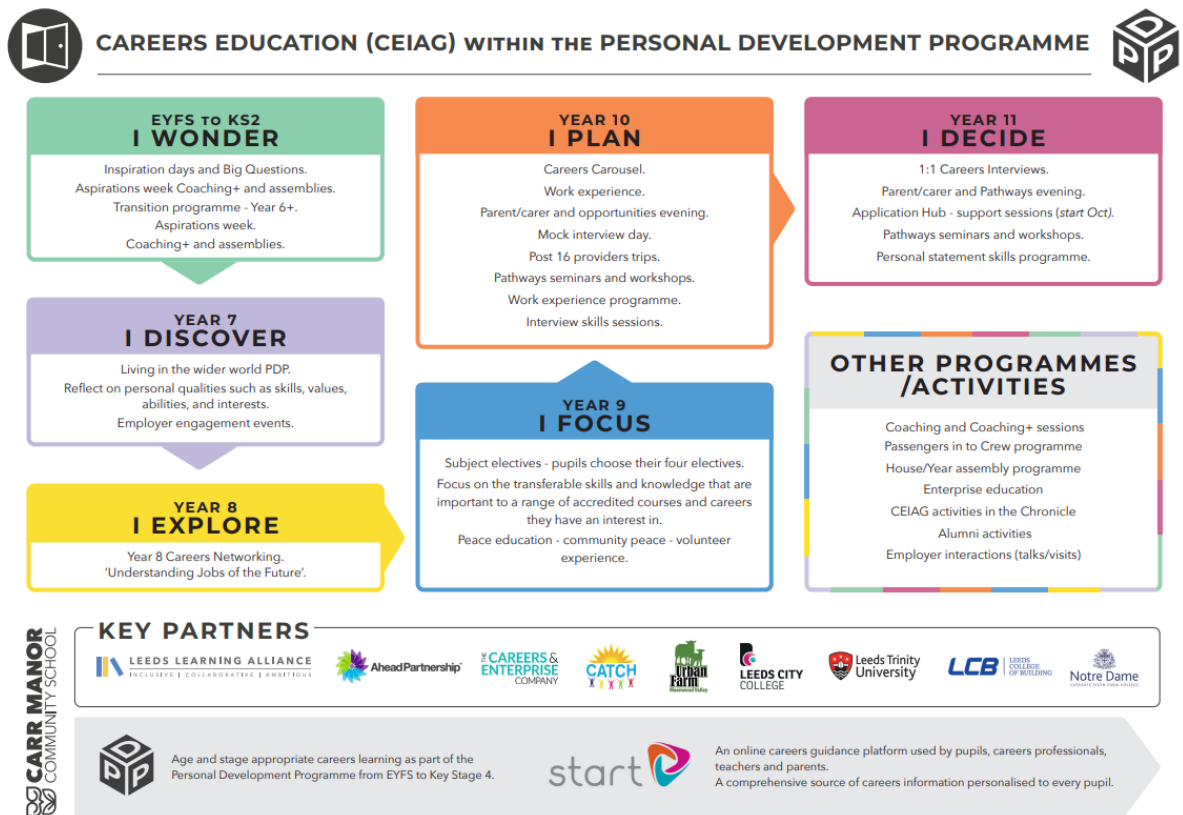 CAREERS EDUCATION (CEIAG) WITHIN THE PERSONAL DEVELOPMENT PROGRAMME
PDP
EYFS to KS2
I WONDER
Inspiration days and Big Questions.
Aspirations week Coaching+ and assemblies.
Transition programme - Year 6+.
Aspirations week.
Coaching+ and assemblies.
YEAR 7
I DISCOVER
Living in the wider world PDP.
Reflect on personal qualities such as skills, values,
abilities, and interests.
Employer engagement events.
YEAR 8
I EXPLORE
Year 8 Careers Networking.
'Understanding Jobs of the Future'.
YEAR 9
I FOCUS
Subject electives - pupils choose their four electives.
Focus on the transferable skills and knowledge that are
important to a range of accredited courses and careers
they have an interest in.
Peace education - community peace - volunteer
experience.
YEAR 10
I PLAN
Careers Carousel.
Work experience.
Parent/carer and opportunities evening.
Mock interview day.
Post 16 providers trips.
Pathways seminars and workshops.
Work experience programme.
Interview skills sessions.
YEAR 11
I DECIDE
1:1 Careers Interviews.
Parent/carer and Pathways evening.
Application Hub - support sessions (start Oct).
Pathways seminars and workshops.
Personal statement skills programme.
OTHER PROGRAMMES
/ACTIVITIES
Coaching and Coaching+ sessions
Passengers in to Crew programme
House/Year assembly programme
Enterprise education
CEIAG activities in the Chronicle
Alumni activities
Employer interactions (talks/visits)
KEY PARTNERS
LEEDS LEARNING ALLIANCE
INCLUSIVE | COLLABORATIVE | AMBITIOUS
AheadPartnership
THE CAREERS &
ENTERPRISE
COMPANY
CATCH
Urban
Farm
Meanwood Valley
LEEDS CITY
COLLEGE
Leeds Trinity
University
LCB
LEEDS
COLLEGE
OF BUILDING
Notre Dame
CATHOLIC SIXTH FORM COLLEGE
CARR MANOR
COMMUNITY SCHOOL
PDP
Age and stage appropriate careers learning as part of the
Personal Development Programme from EYFS to Key Stage 4.
start
An online careers guidance platform used by pupils, careers professionals,
teachers and parents.
A comprehensive source of careers information personalised to every pupil.